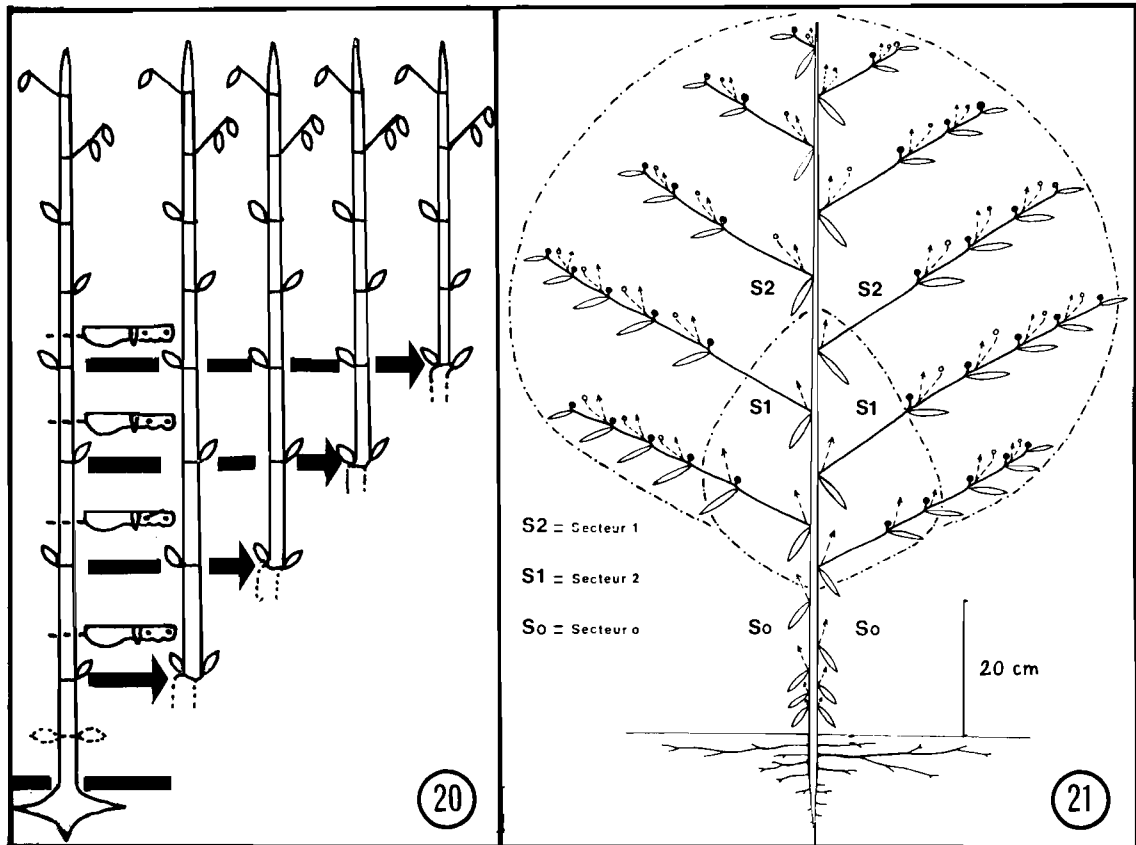 20
S2
S2
S1
S1
S2 = Secteur 1
S1 = Secteur 2
So = Secteur o
So
So
20 cm
21